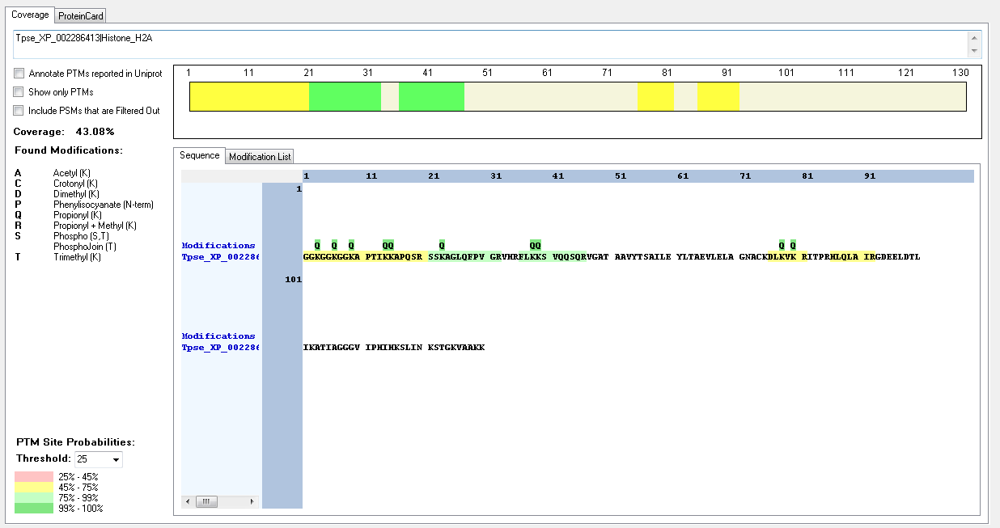 Coverage ProteinCard
Tpse_XP_002286413|Histone_H2A
Annotate PTMs reported in Uniprot
Show only PTMs
Include PSMs that are Filtered Out
Coverage: 43.08%
Found Modifications:
A Acetyl (K)
C Crotonyl (K)
D Dimethyl (K)
P Phenylisocyanate (N-term)
Q Propionyl (K)
R Propionyl + Methyl (K)
S Phospho (S,T)
PhosphoJoin (T)
T Trimethyl (K)
PTM Site Probabilities:
Threshold: 25
25% - 45%
45% - 75%
75% - 99%
99% - 100%
1 11 21 31 41 51 61 71 81 91 101 111 121 130
Sequence Modification List
1 11 21 31 41 51 61 71 81 91
1
Modifications Q Q Q QQ Q QQ Q Q
Tpse_XP_002286 GGKGGKGGKA PTIKKAPQSR SSKAGLQFPV GRVHRFLKKS VQQSQRVGAT AAVYTSAILE YLTAEVLELA GNACKDLKVK RITPRHLQLA IRGDEELDTL
101
Modifications
Tpse_XP_002286 IKATIAGGGV IPHIHKSLIN KSTGKVAAKK